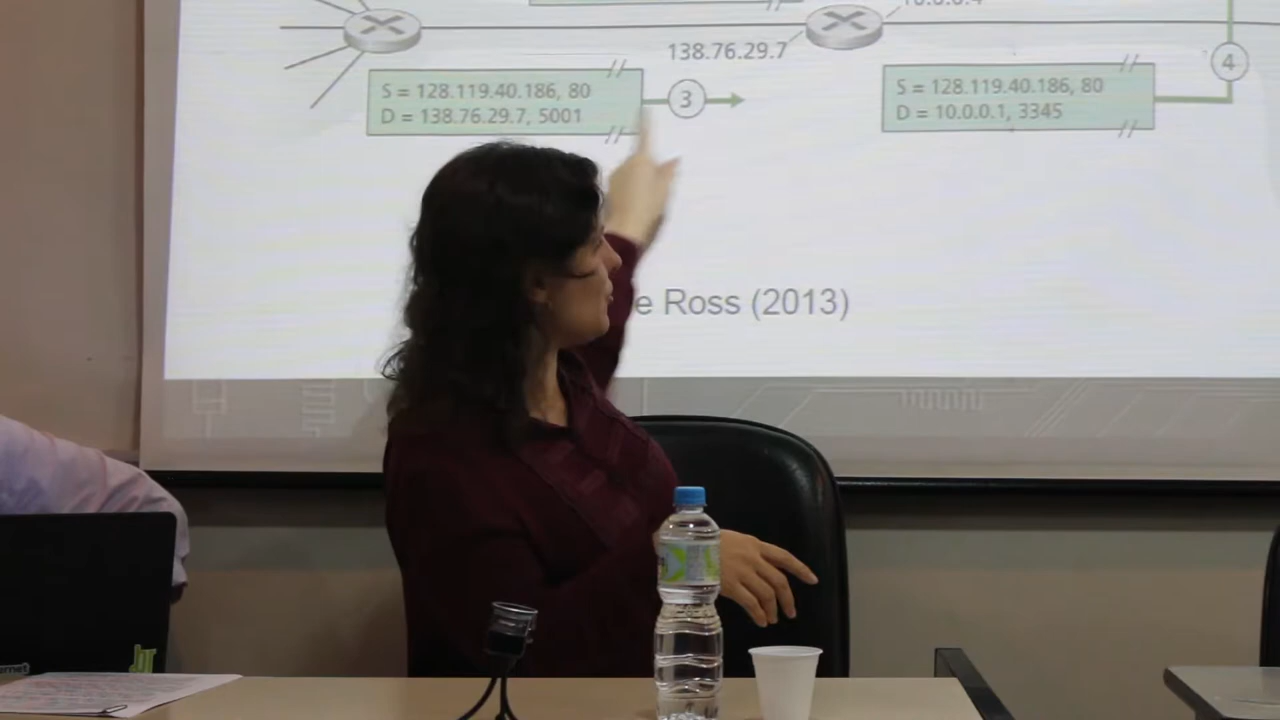 138.76.29.7
S = 128.119.40.186, 80
D = 138.76.29.7, 5001
3
S = 128.119.40.186, 80
D = 10.0.0.1, 3345
4
e Ross (2013)